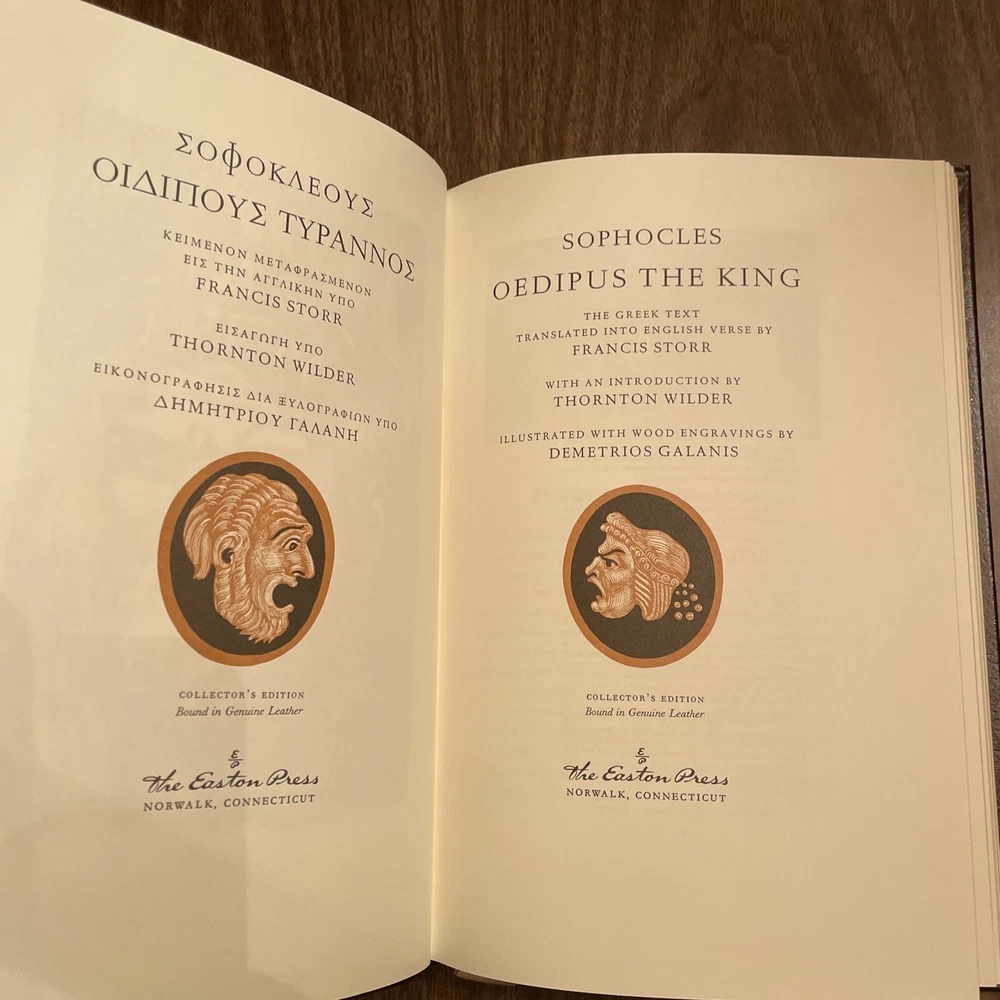 ΣΟΦΟΚΛΕΟΥΣ
ΟΙΔΙΠΟΥΣ ΤΥΡΑΝΝΟΣ
ΚΕΙΜΕΝΟΝ ΜΕΤΑΦΡΑΣΜΕΝΟΝ
ΕΙΣ ΤΗΝ ΑΓΓΛΙΚΗΝ ΥΠΟ
FRANCIS STORR
ΕΙΣΑΓΩΓΗ ΥΠΟ
THORNTON WILDER
ΕΙΚΟΝΟΓΡΑΦΗΣΙΣ ΔΙΑ ΞΥΛΟΓΡΑΦΙΩΝ ΥΠΟ
ΔΗΜΗΤΡΙΟΥ ΓΑΛΑΝΗ
COLLECTOR'S EDITION
Bound in Genuine Leather
E/P
the Easton Press
NORWALK, CONNECTICUT
SOPHOCLES
OEDIPUS THE KING
THE GREEK TEXT
TRANSLATED INTO ENGLISH VERSE BY
FRANCIS STORR
WITH AN INTRODUCTION BY
THORNTON WILDER
ILLUSTRATED WITH WOOD ENGRAVINGS BY
DEMETRIOS GALANIS
COLLECTOR'S EDITION
Bound in Genuine Leather
E/P
the Easton Press
NORWALK, CONNECTICUT